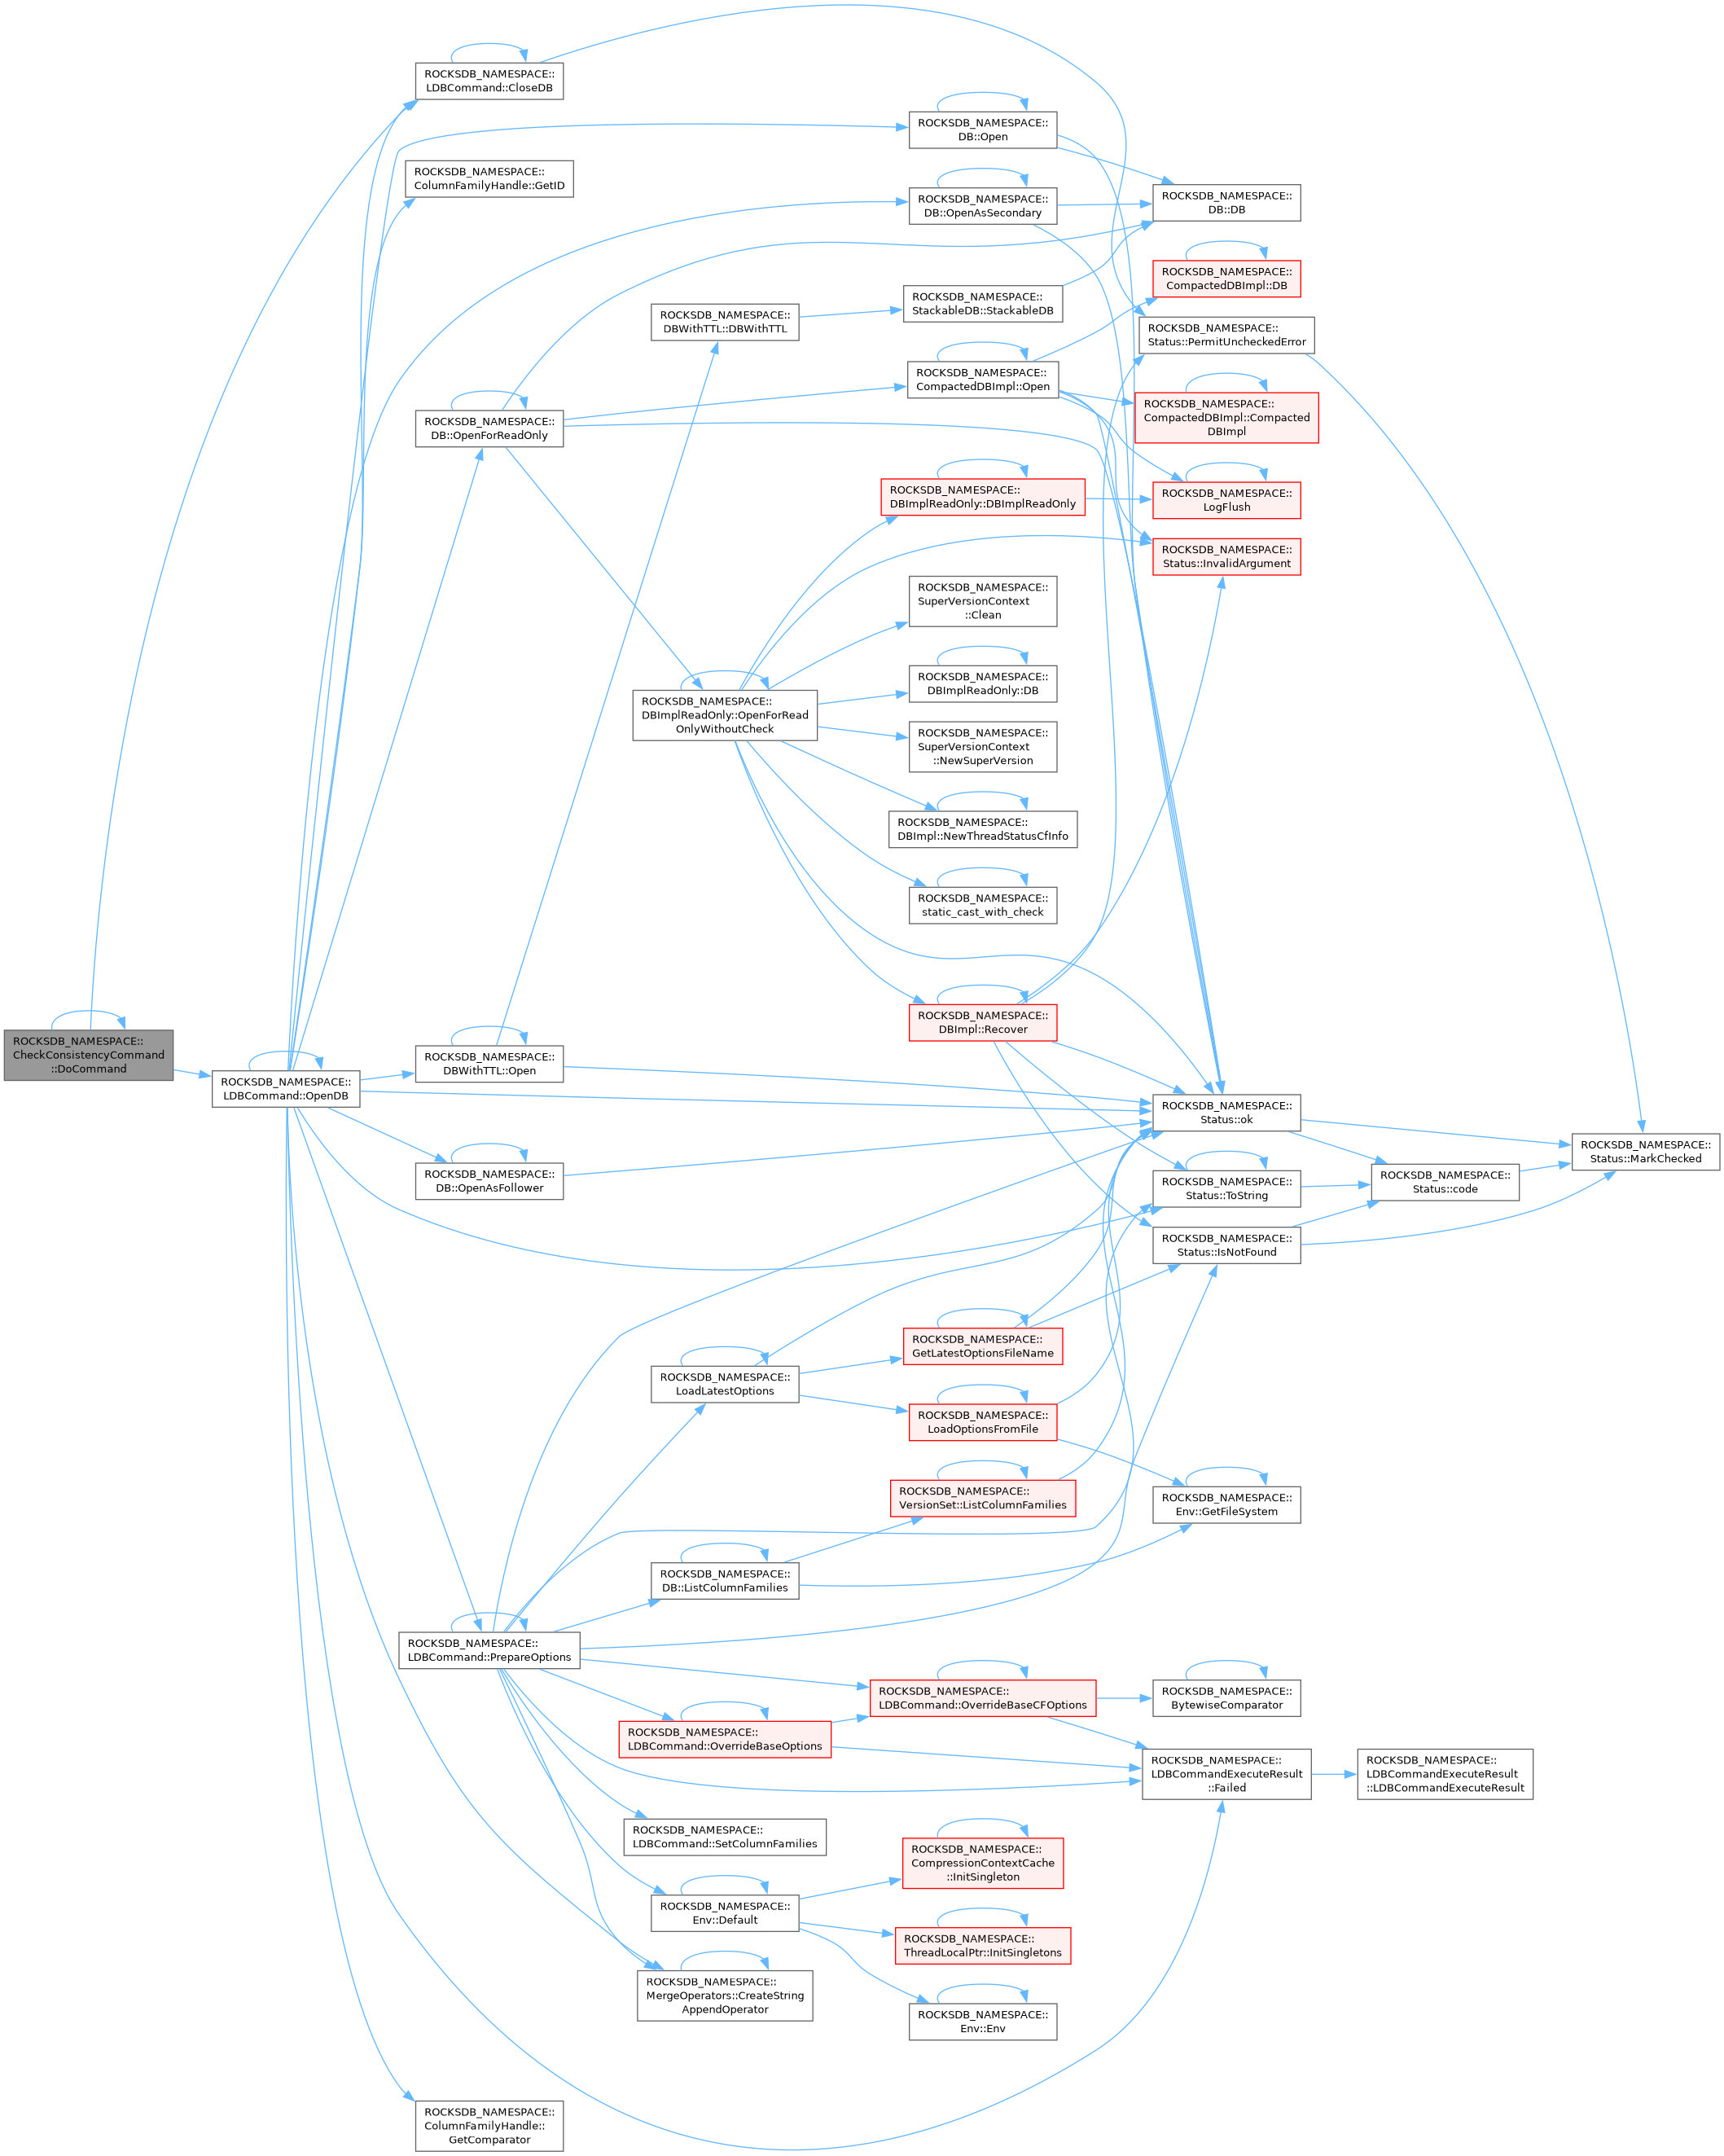 ROCKSDB_NAMESPACE::
CheckConsistencyCommand
::DoCommand
ROCKSDB_NAMESPACE::
LDBCommand::OpenDB
ROCKSDB_NAMESPACE::
LDBCommand::CloseDB
ROCKSDB_NAMESPACE::
ColumnFamilyHandle::GetID
ROCKSDB_NAMESPACE::
DB::OpenForReadOnly
ROCKSDB_NAMESPACE::
DBWithTTL::Open
ROCKSDB_NAMESPACE::
DB::OpenAsFollower
ROCKSDB_NAMESPACE::
LDBCommand::PrepareOptions
ROCKSDB_NAMESPACE::
ColumnFamilyHandle::
GetComparator
ROCKSDB_NAMESPACE::
DBWithTTL::DBWithTTL
ROCKSDB_NAMESPACE::
DBImplReadOnly::OpenForRead
OnlyWithoutCheck
ROCKSDB_NAMESPACE::
LoadLatestOptions
ROCKSDB_NAMESPACE::
DB::ListColumnFamilies
ROCKSDB_NAMESPACE::
LDBCommand::OverrideBaseOptions
ROCKSDB_NAMESPACE::
LDBCommand::SetColumnFamilies
ROCKSDB_NAMESPACE::
Env::Default
ROCKSDB_NAMESPACE::
MergeOperators::CreateString
AppendOperator
ROCKSDB_NAMESPACE::
DB::Open
ROCKSDB_NAMESPACE::
DB::OpenAsSecondary
ROCKSDB_NAMESPACE::
StackableDB::StackableDB
ROCKSDB_NAMESPACE::
CompactedDBImpl::Open
ROCKSDB_NAMESPACE::
DBImplReadOnly::DBImplReadOnly
ROCKSDB_NAMESPACE::
SuperVersionContext
::Clean
ROCKSDB_NAMESPACE::
DBImplReadOnly::DB
ROCKSDB_NAMESPACE::
SuperVersionContext
::NewSuperVersion
ROCKSDB_NAMESPACE::
DBImpl::NewThreadStatusCfInfo
ROCKSDB_NAMESPACE::
static_cast_with_check
ROCKSDB_NAMESPACE::
DBImpl::Recover
ROCKSDB_NAMESPACE::
GetLatestOptionsFileName
ROCKSDB_NAMESPACE::
LoadOptionsFromFile
ROCKSDB_NAMESPACE::
VersionSet::ListColumnFamilies
ROCKSDB_NAMESPACE::
LDBCommand::OverrideBaseCFOptions
ROCKSDB_NAMESPACE::
CompressionContextCache
::InitSingleton
ROCKSDB_NAMESPACE::
ThreadLocalPtr::InitSingletons
ROCKSDB_NAMESPACE::
Env::Env
ROCKSDB_NAMESPACE::
DB::DB
ROCKSDB_NAMESPACE::
CompactedDBImpl::DB
ROCKSDB_NAMESPACE::
Status::PermitUncheckedError
ROCKSDB_NAMESPACE::
CompactedDBImpl::Compacted
DBImpl
ROCKSDB_NAMESPACE::
LogFlush
ROCKSDB_NAMESPACE::
Status::InvalidArgument
ROCKSDB_NAMESPACE::
Status::ok
ROCKSDB_NAMESPACE::
Status::ToString
ROCKSDB_NAMESPACE::
Status::IsNotFound
ROCKSDB_NAMESPACE::
Env::GetFileSystem
ROCKSDB_NAMESPACE::
BytewiseComparator
ROCKSDB_NAMESPACE::
LDBCommandExecuteResult
::Failed
ROCKSDB_NAMESPACE::
Status::code
ROCKSDB_NAMESPACE::
LDBCommandExecuteResult
::LDBCommandExecuteResult
ROCKSDB_NAMESPACE::
Status::MarkChecked